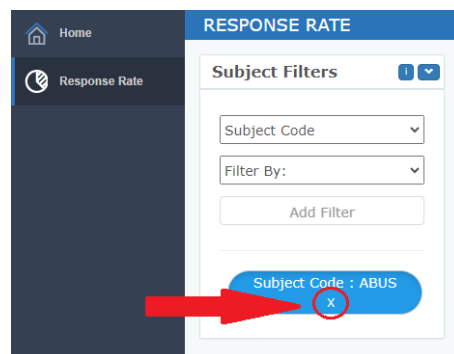 Home
Response Rate
RESPONSE RATE
Subject Filters
i
Subject Code
Filter By:
Add Filter
Subject Code : ABUS
X